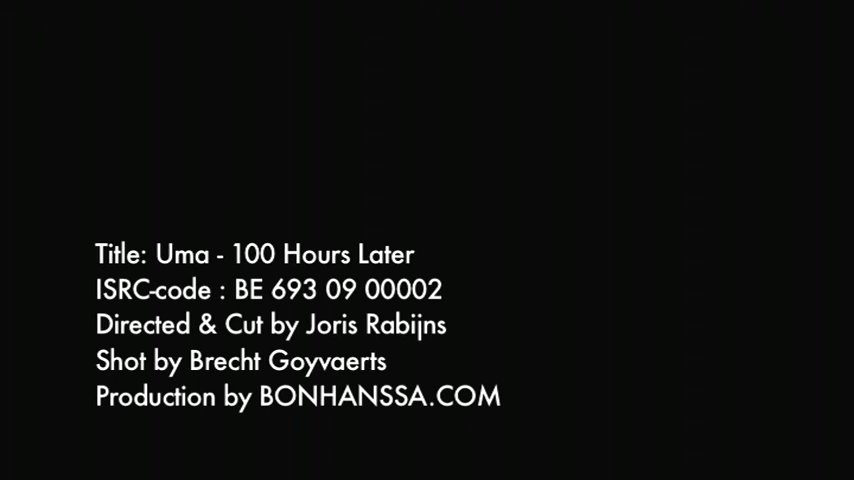 Title: Uma - 100 Hours Later
ISRC-code : BE 693 09 00002
Directed & Cut by Joris Rabijns
Shot by Brecht Goyvaerts
Production by BONHANSSA.COM